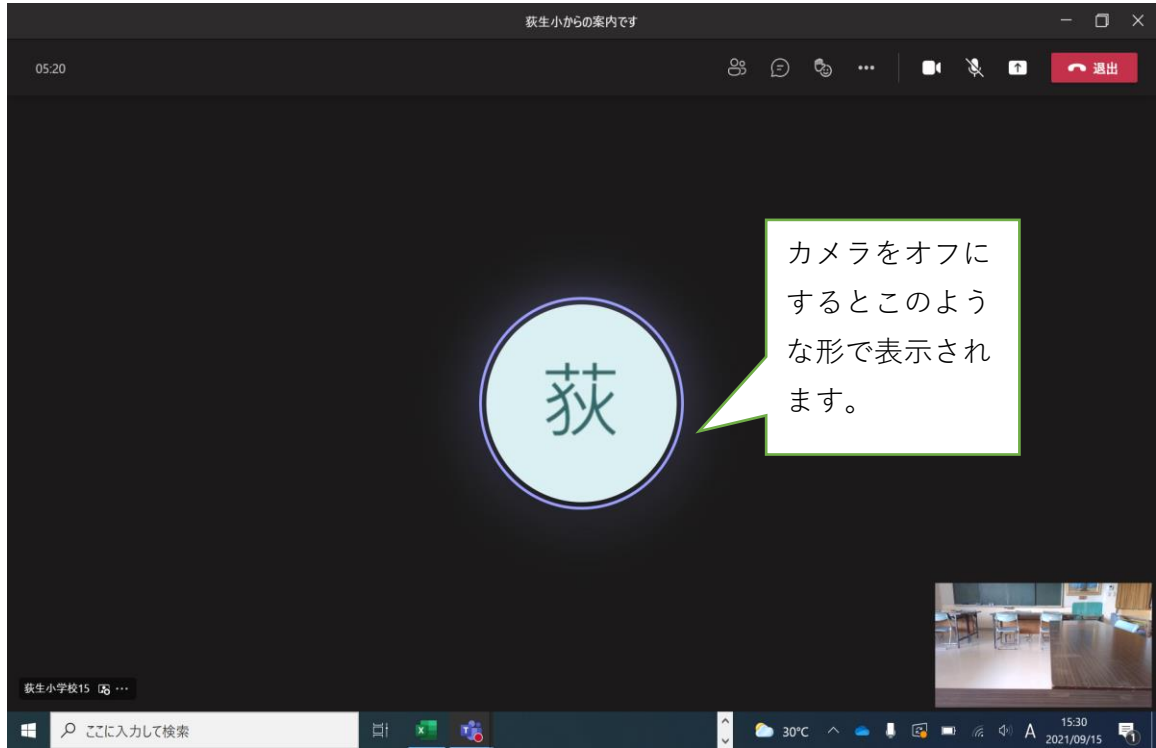 荻生小からの案内です
05:20
退出
カメラをオフに
するとこのよう
な形で表示され
ます。
荻
荻生小学校15
ここに入力して検索
30°C
A
15:30
2021/09/15
1